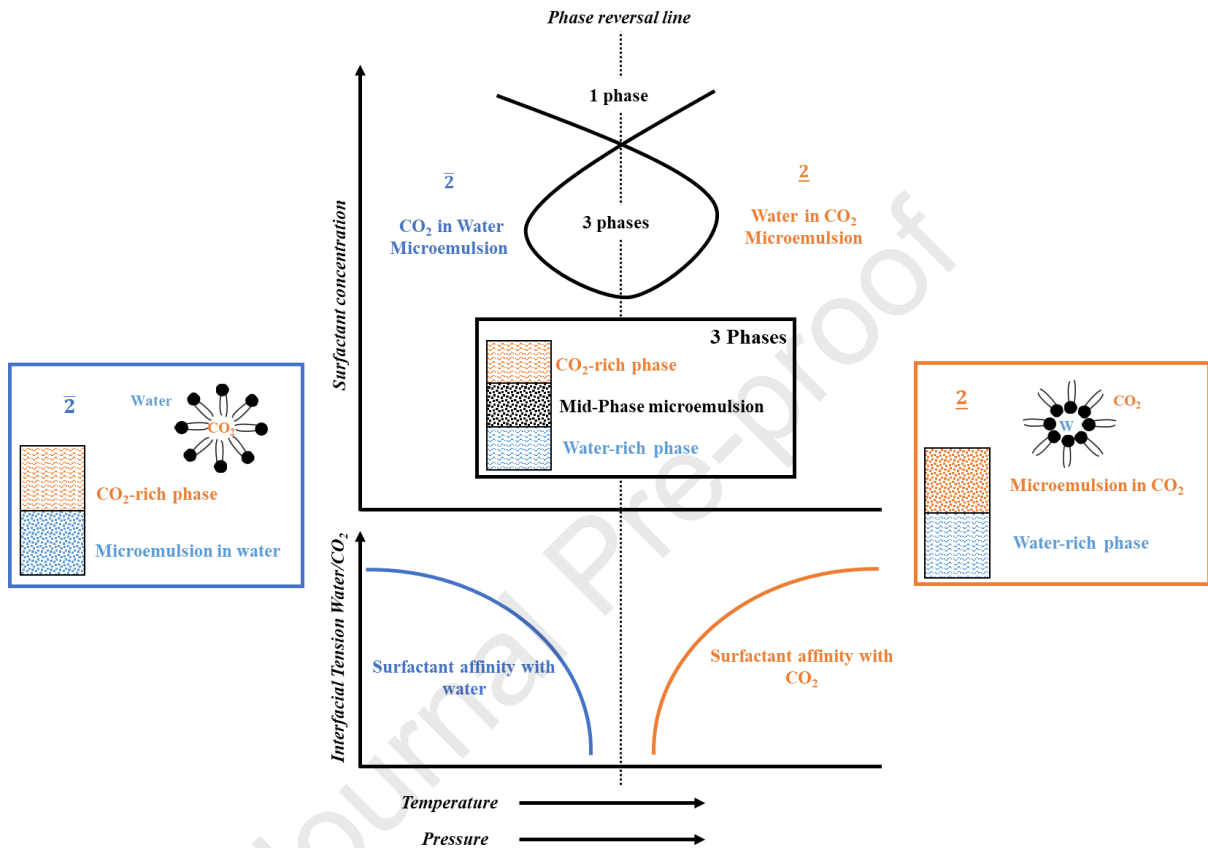 Phase reversal line
1 phase
2̅
2̲
CO₂ in Water
Microemulsion
3 phases
Water in CO₂
Microemulsion
Surfactant concentration
3 Phases
CO₂-rich phase
Mid-Phase microemulsion
Water-rich phase
2̅
Water
CO₂
CO₂-rich phase
Microemulsion in water
2̲
CO₂
W
Microemulsion in CO₂
Water-rich phase
Interfacial Tension Water/CO₂
Surfactant affinity with
water
Surfactant affinity with
CO₂
Temperature
Pressure
Journal Pre-proof